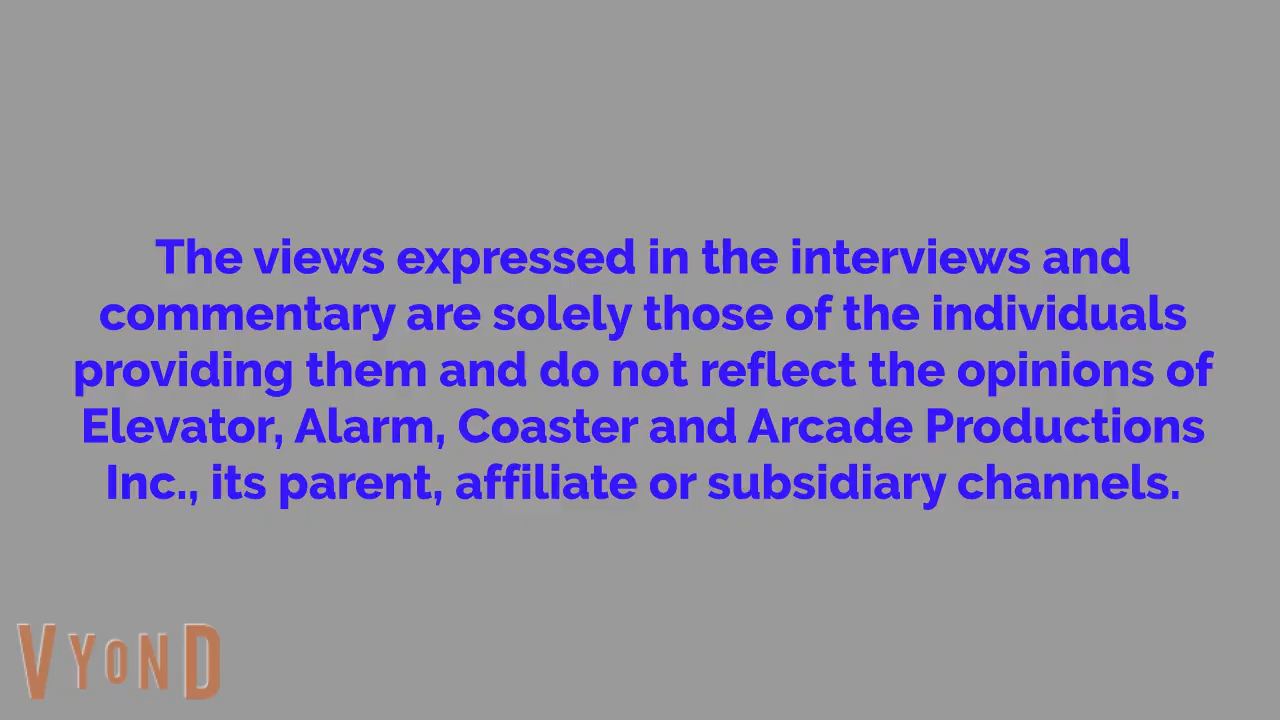 The views expressed in the interviews and
commentary are solely those of the individuals
providing them and do not reflect the opinions of
Elevator, Alarm, Coaster and Arcade Productions
Inc., its parent, affiliate or subsidiary channels.
VYOND